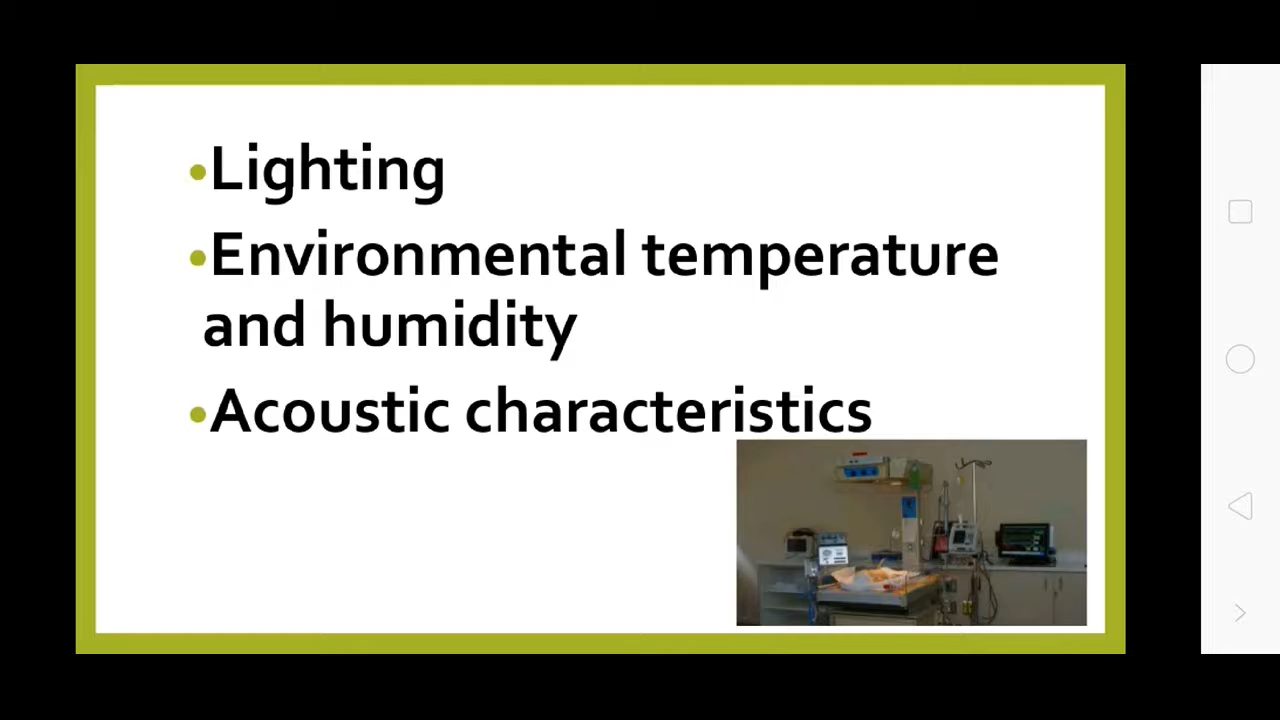 •Lighting
•Environmental temperature
and humidity
•Acoustic characteristics